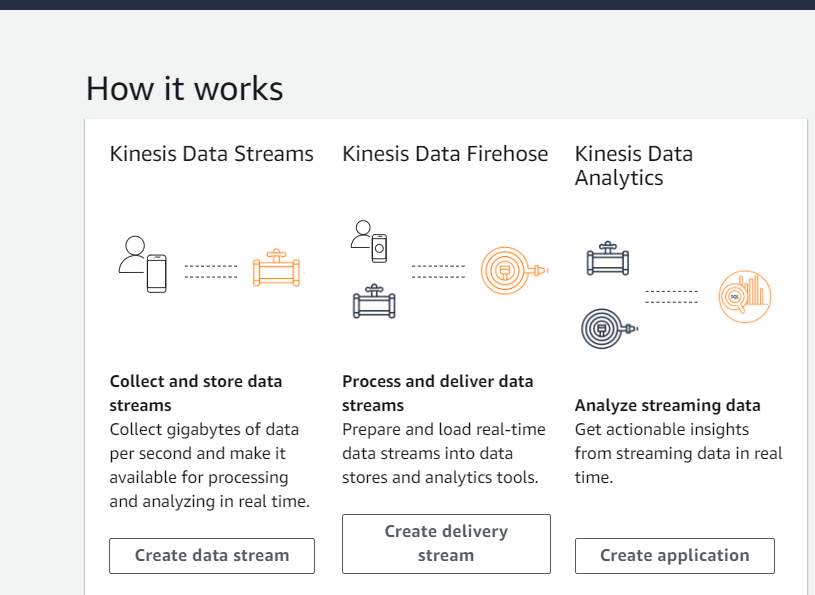 How it works
Kinesis Data Streams
Collect and store data
streams
Collect gigabytes of data
per second and make it
available for processing
and analyzing in real time.
Create data stream
Kinesis Data Firehose
Process and deliver data
streams
Prepare and load real-time
data streams into data
stores and analytics tools.
Create delivery
stream
Kinesis Data
Analytics
SQL
Analyze streaming data
Get actionable insights
from streaming data in real
time.
Create application